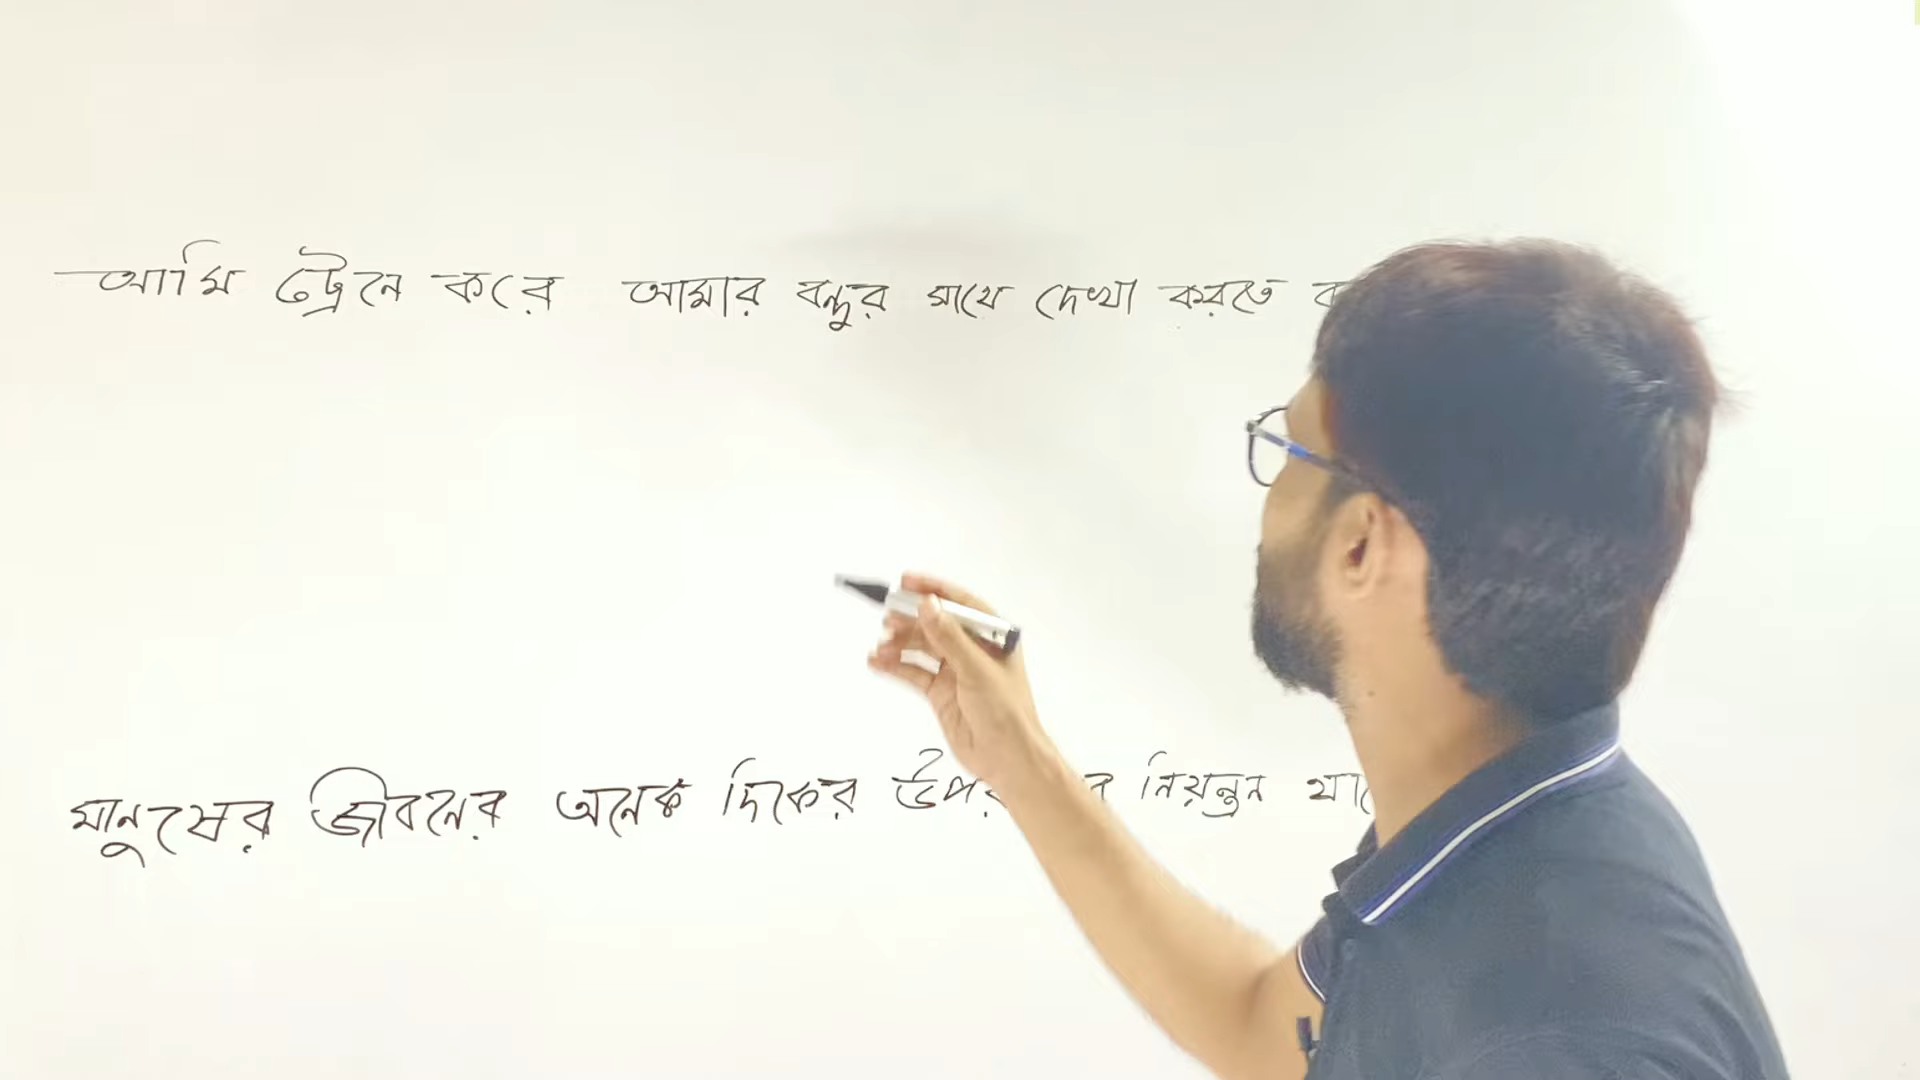 আমি ট্রেনে করে আমার বন্দুর সাথে দেখা করতে
মানুষের জীবনের অনেক দিকের উপর নিয়ন্ত্রন